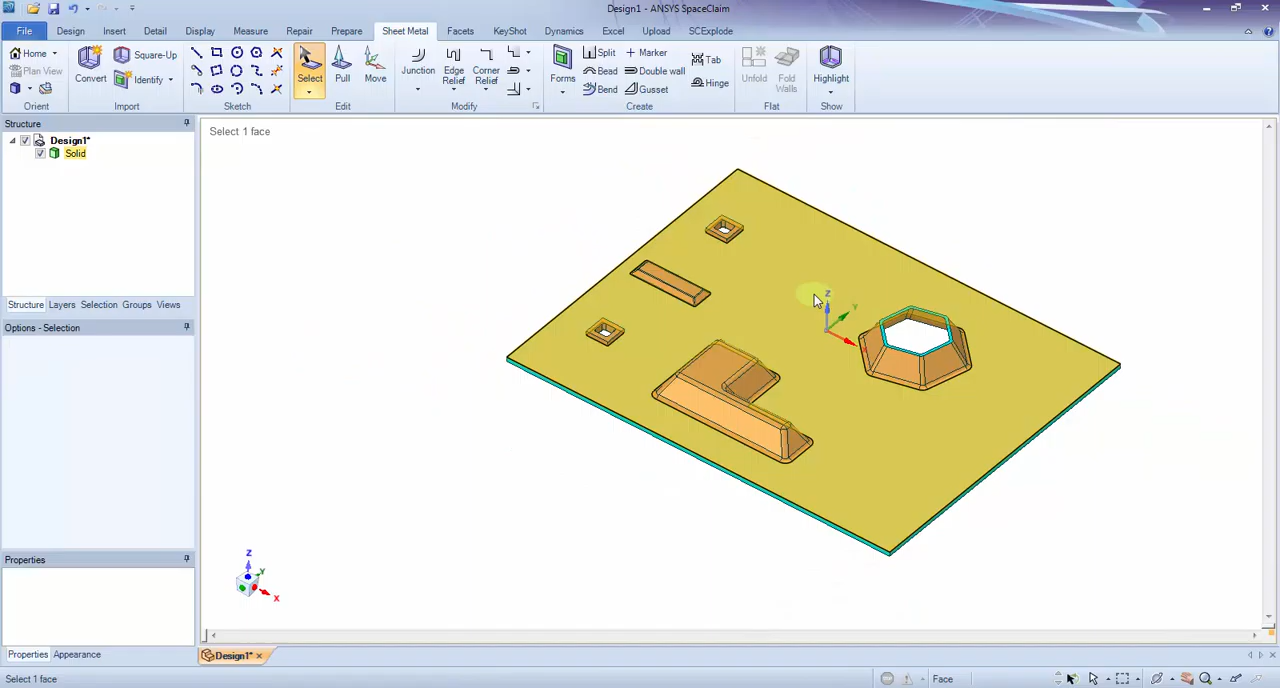 Design1 - ANSYS SpaceClaim
File Design Insert Detail Display Measure Repair Prepare Sheet Metal Facets KeyShot Dynamics Excel Upload SCExplode
Home
Plan View
Orient
Convert
Square-Up
Identify
Import
Sketch
Select
Pull
Move
Edit
Junction
Edge Relief
Corner Relief
Modify
Forms
Split
Marker
Bead
Double wall
Bend
Gusset
Tab
Hinge
Create
Unfold
Fold Walls
Flat
Highlight
Show
Structure
Design1*
Solid
Structure Layers Selection Groups Views
Options - Selection
Properties
Properties Appearance
Select 1 face
Z
Y
Z
Y
X
Design1*
Select 1 face
Face